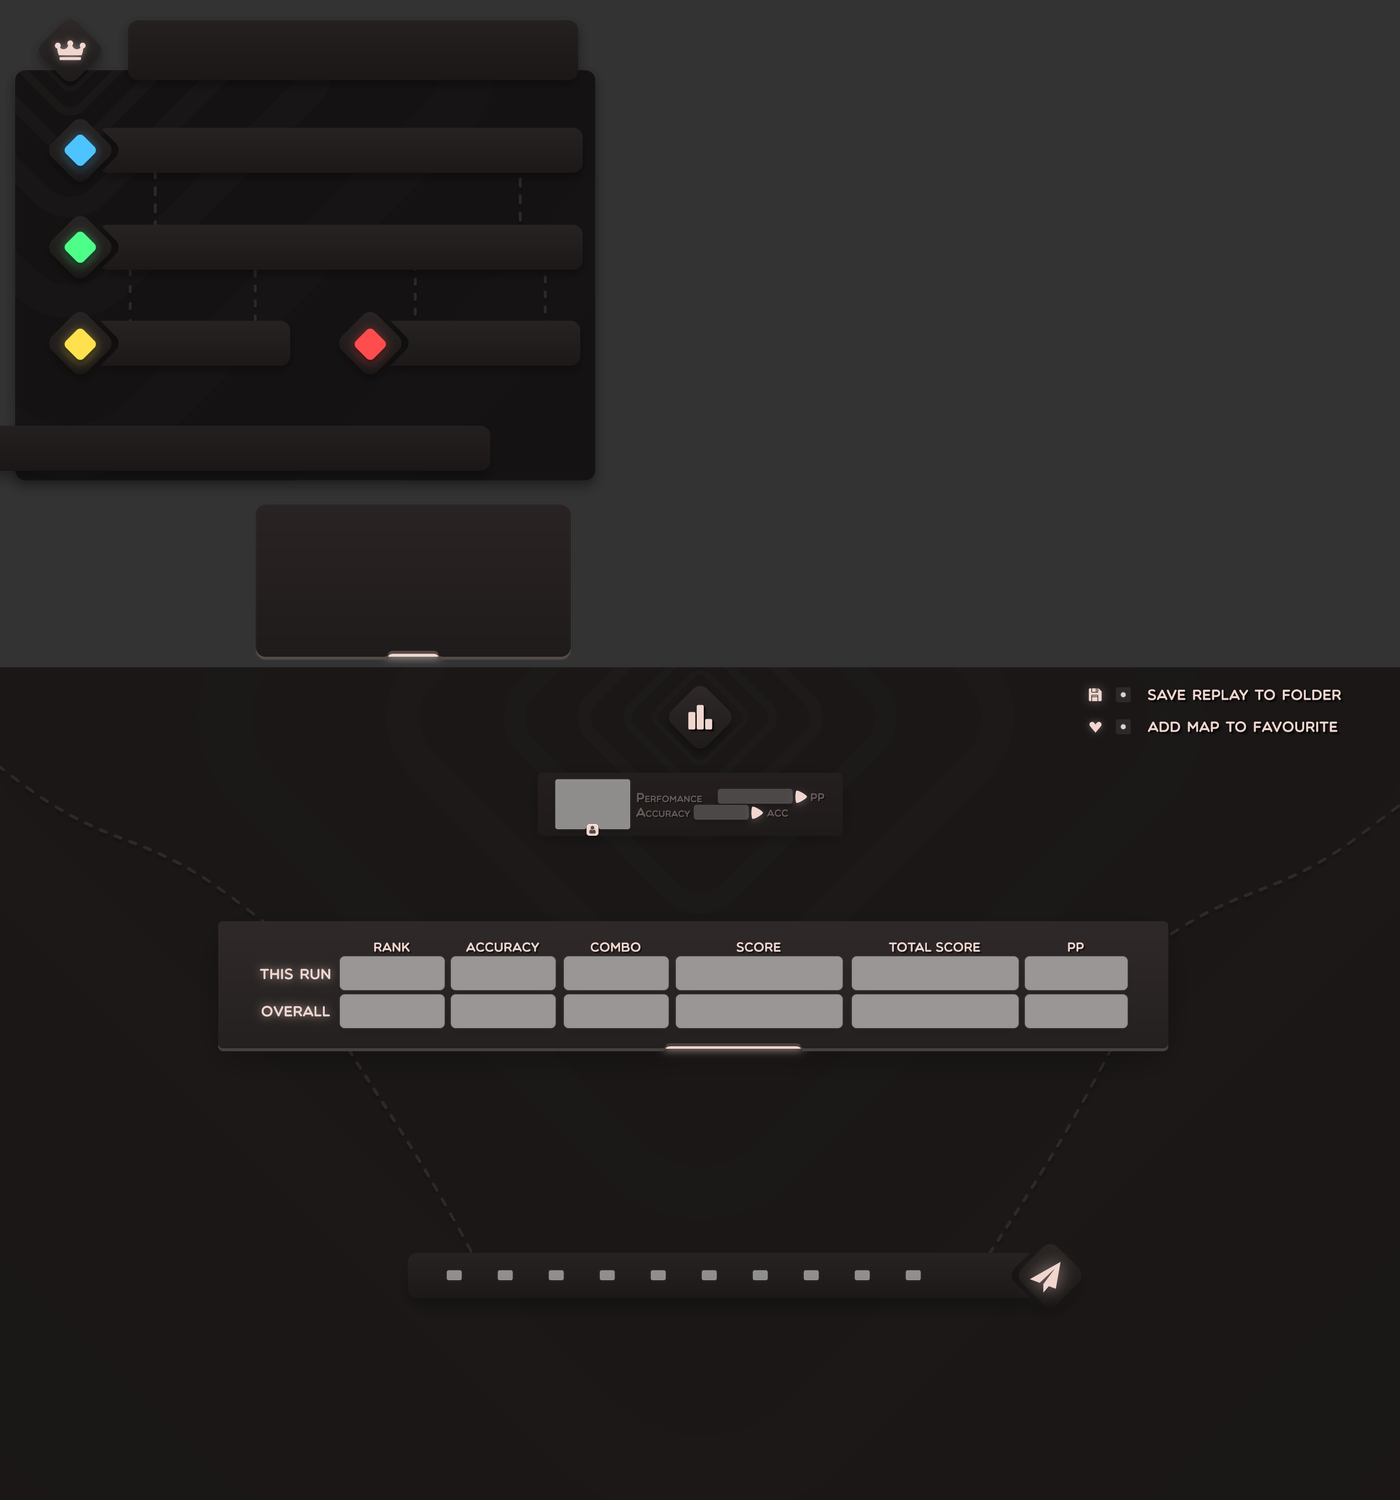 SAVE REPLAY TO FOLDER
ADD MAP TO FAVOURITE
PERFOMANCE PP
ACCURACY ACC
RANK ACCURACY COMBO SCORE TOTAL SCORE PP
THIS RUN
OVERALL